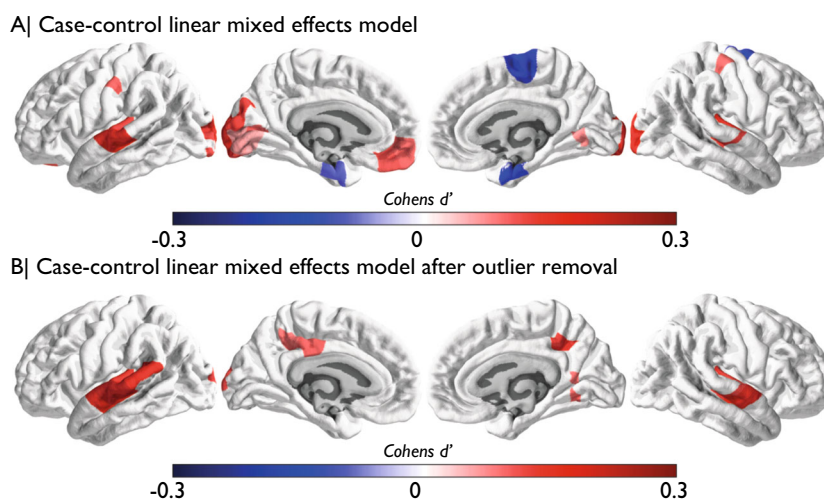 A| Case-control linear mixed effects model
Cohens d’
-0.3 0 0.3
B| Case-control linear mixed effects model after outlier removal
Cohens d’
-0.3 0 0.3